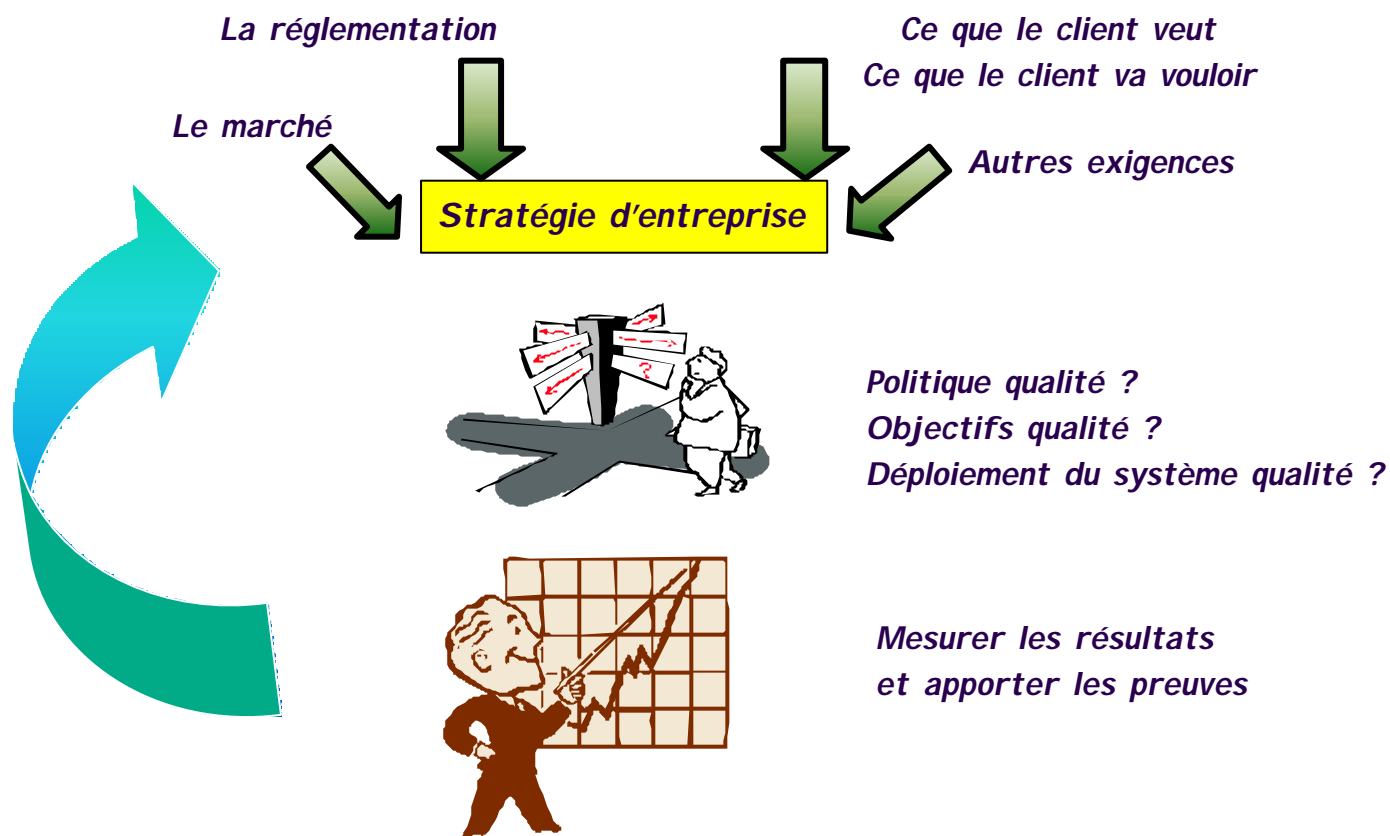 La réglementation
Ce que le client veut
Ce que le client va vouloir
Le marché
Autres exigences
Stratégie d'entreprise
?
Politique qualité ?
Objectifs qualité ?
Déploiement du système qualité ?
Mesurer les résultats
et apporter les preuves